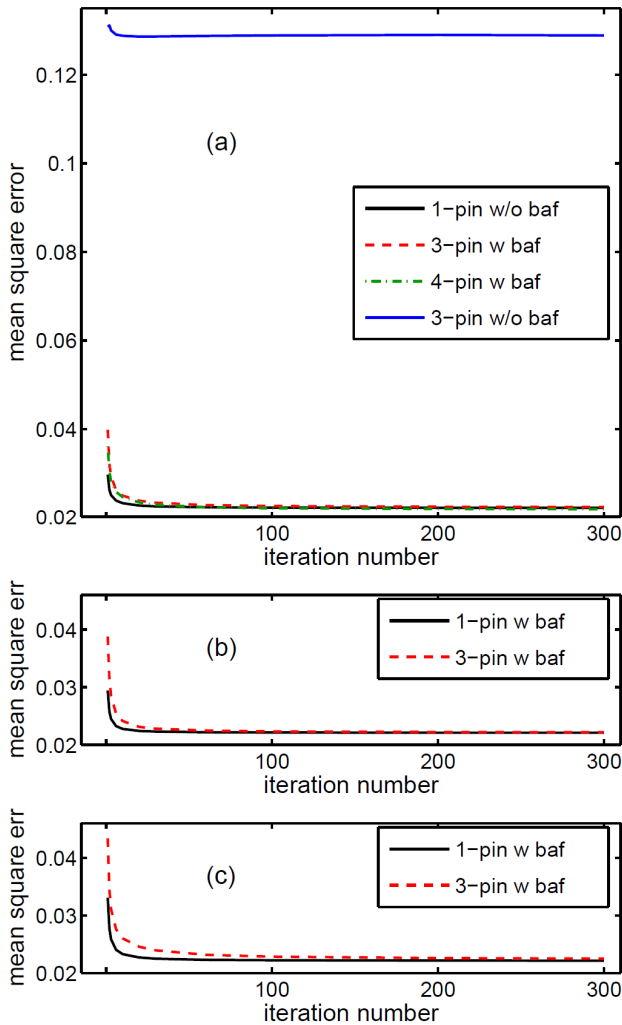 0.12
(a)
0.1
1-pin w/o baf
3-pin w baf
0.08
4-pin w baf
3-pin w/o baf
0.06
0.04
0.02
100
200
300
mean square error
iteration number
(b)
0.04
1-pin w baf
3-pin w baf
0.03
0.02
100
200
300
mean square err
iteration number
(c)
0.04
1-pin w baf
3-pin w baf
0.03
0.02
100
200
300
mean square err
iteration number